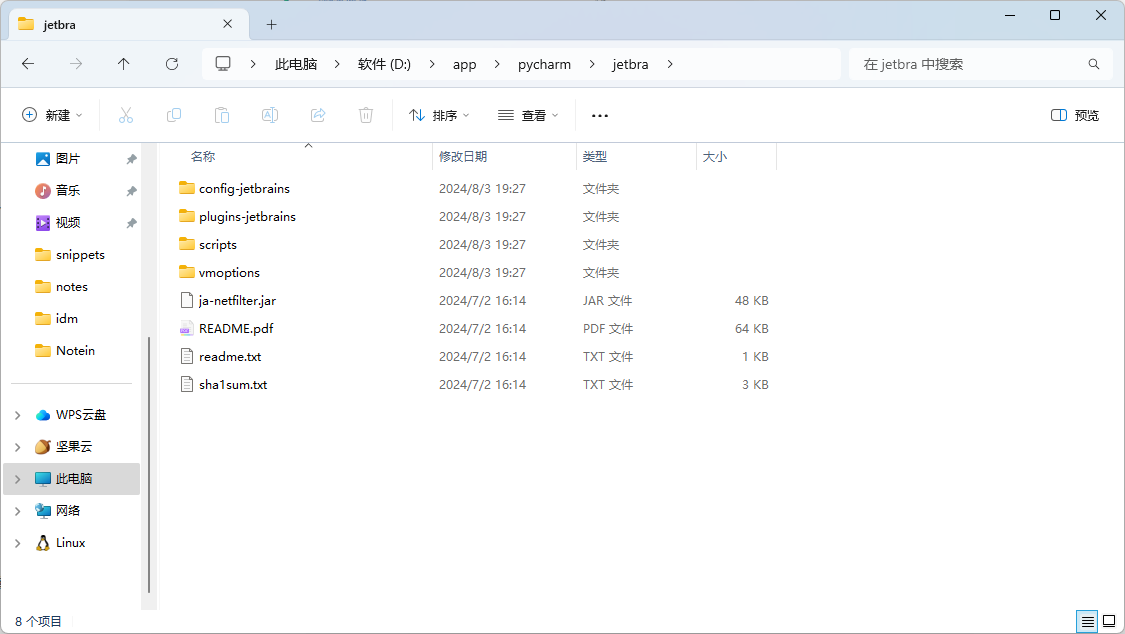 jetbra
此电脑 软件 (D:) app pycharm jetbra
在 jetbra 中搜索
新建 排序 查看 预览
图片
音乐
视频
snippets
notes
idm
Notein
WPS云盘
坚果云
此电脑
网络
Linux
名称 修改日期 类型 大小
config-jetbrains 2024/8/3 19:27 文件夹
plugins-jetbrains 2024/8/3 19:27 文件夹
scripts 2024/8/3 19:27 文件夹
vmoptions 2024/8/3 19:27 文件夹
ja-netfilter.jar 2024/7/2 16:14 JAR 文件 48 KB
README.pdf 2024/7/2 16:14 PDF 文件 64 KB
readme.txt 2024/7/2 16:14 TXT 文件 1 KB
sha1sum.txt 2024/7/2 16:14 TXT 文件 3 KB
8 个项目